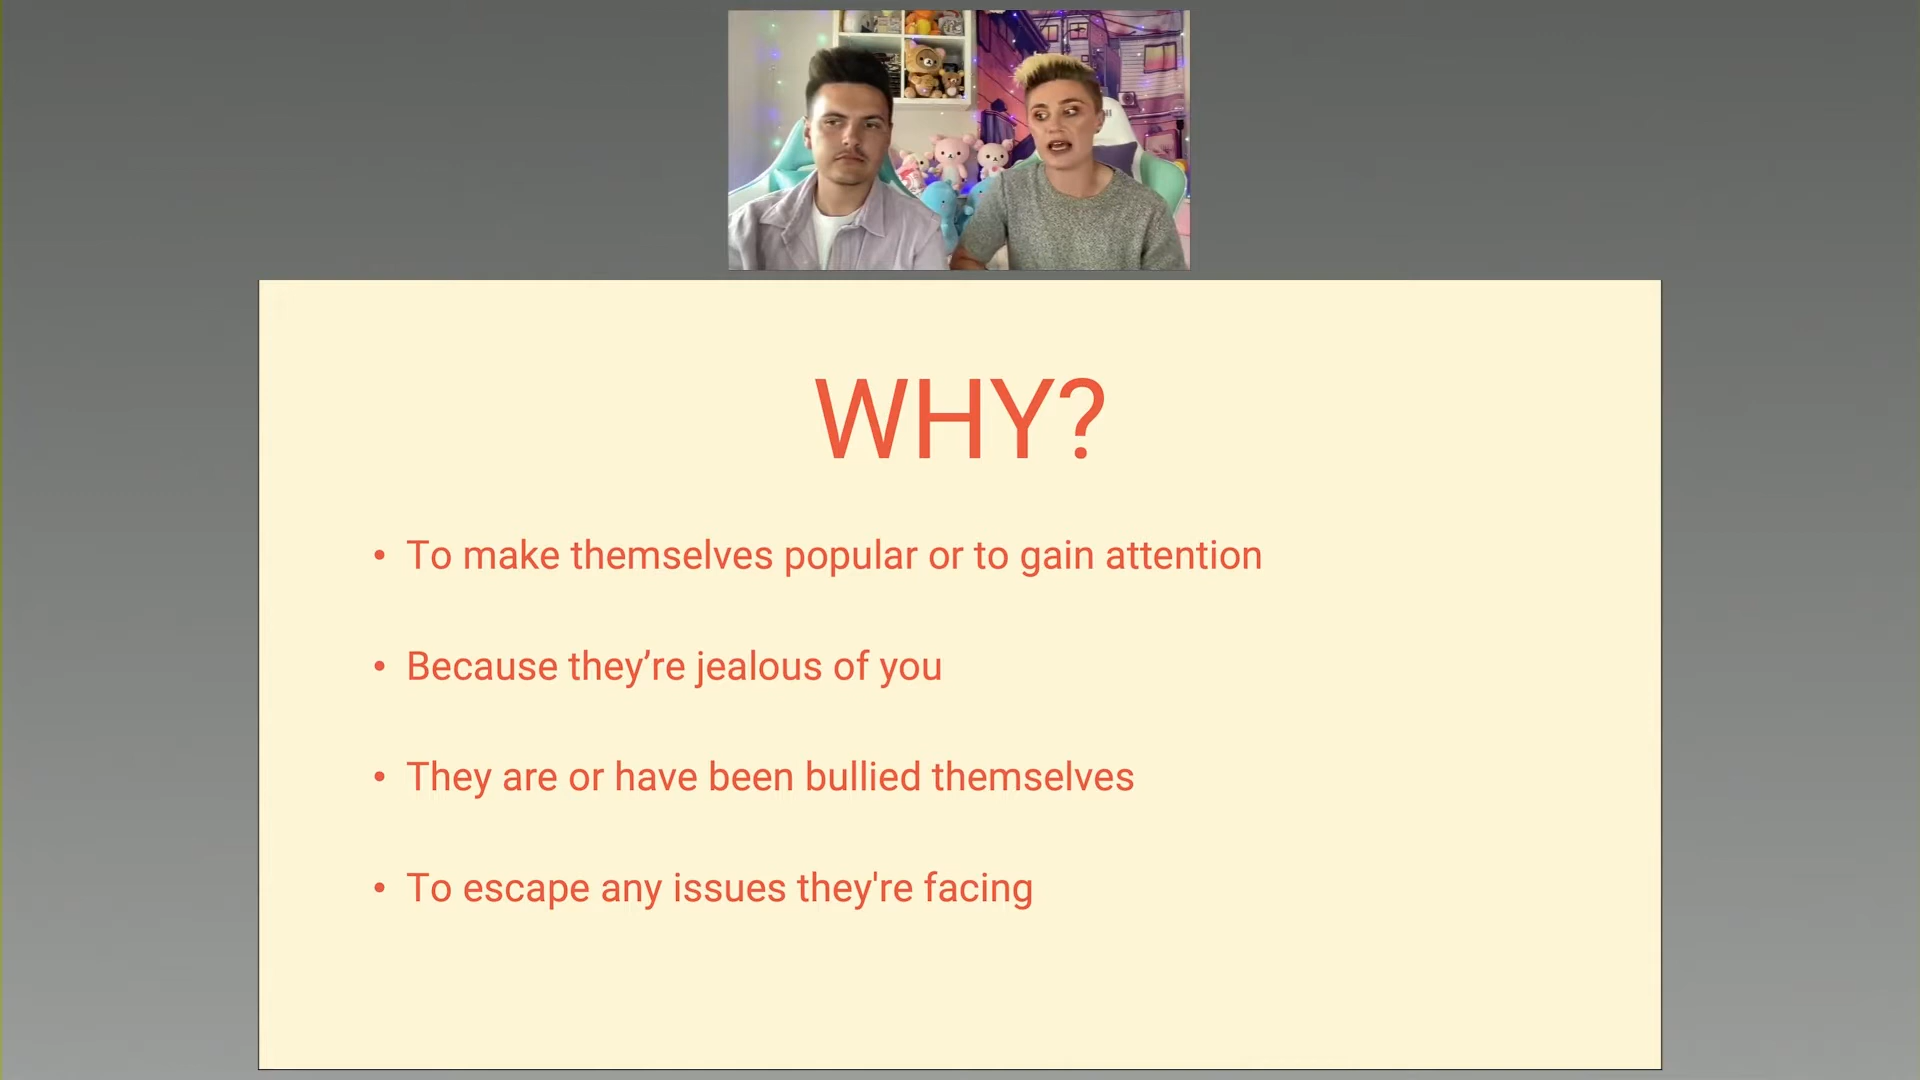 WHY?
• To make themselves popular or to gain attention
• Because they’re jealous of you
• They are or have been bullied themselves
• To escape any issues they're facing